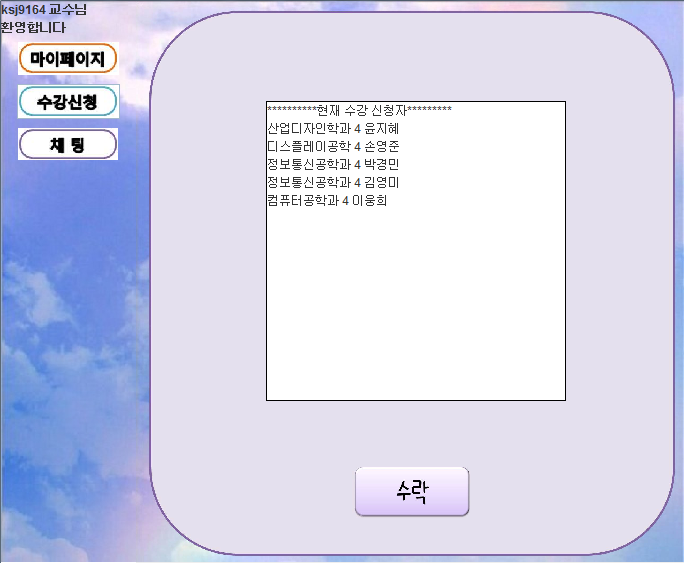 ksj9164 교수님
환영합니다
마이페이지
수강신청
채 팅
**********현재 수강 신청자*********
산업디자인학과 4 윤지혜
디스플레이공학 4 손영준
정보통신공학과 4 박경민
정보통신공학과 4 김영미
컴퓨터공학과 4 이웅희
수락